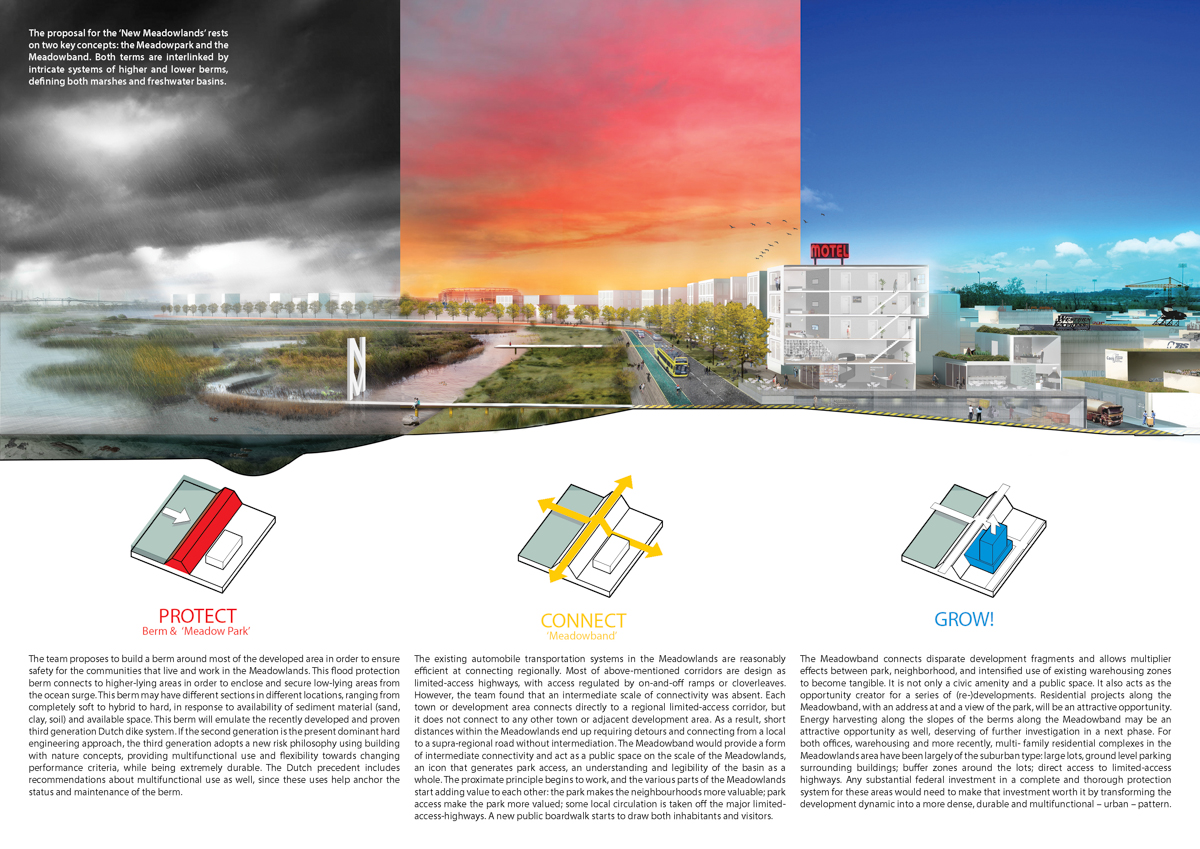 The proposal for the ‘New Meadowlands’ rests
on two key concepts: the Meadowpark and the
Meadowband. Both terms are interlinked by
intricate systems of higher and lower berms,
defining both marshes and freshwater basins.
MOTEL
PROTECT
Berm & ‘Meadow Park’
The team proposes to build a berm around most of the developed area in order to ensure
safety for the communities that live and work in the Meadowlands. This flood protection
berm connects to higher-lying areas in order to enclose and secure low-lying areas from
the ocean surge. This berm may have different sections in different locations, ranging from
completely soft to hybrid to hard, in response to availability of sediment material (sand,
clay, soil) and available space. This berm will emulate the recently developed and proven
third generation Dutch dike system. If the second generation is the present dominant hard
engineering approach, the third generation adopts a new risk philosophy using building
with nature concepts, providing multifunctional use and flexibility towards changing
performance criteria, while being extremely durable. The Dutch precedent includes
recommendations about multifunctional use as well, since these uses help anchor the
status and maintenance of the berm.
CONNECT
‘Meadowband’
The existing automobile transportation systems in the Meadowlands are reasonably
efficient at connecting regionally. Most of above-mentioned corridors are design as
limited-access highways, with access regulated by on-and-off ramps or cloverleaves.
However, the team found that an intermediate scale of connectivity was absent. Each
town or development area connects directly to a regional limited-access corridor, but
it does not connect to any other town or adjacent development area. As a result, short
distances within the Meadowlands end up requiring detours and connecting from a local
to a supra-regional road without intermediation. The Meadowband would provide a form
of intermediate connectivity and act as a public space on the scale of the Meadowlands,
an icon that generates park access, an understanding and legibility of the basin as a
whole. The proximate principle begins to work, and the various parts of the Meadowlands
start adding value to each other: the park makes the neighbourhoods more valuable; park
access make the park more valued; some local circulation is taken off the major limited-
access-highways. A new public boardwalk starts to draw both inhabitants and visitors.
GROW!
The Meadowband connects disparate development fragments and allows multiplier
effects between park, neighborhood, and intensified use of existing warehousing zones
to become tangible. It is not only a civic amenity and a public space. It also acts as the
opportunity creator for a series of (re-)developments. Residential projects along the
Meadowband, with an address at and a view of the park, will be an attractive opportunity.
Energy harvesting along the slopes of the berms along the Meadowband may be an
attractive opportunity as well, deserving of further investigation in a next phase. For
both offices, warehousing and more recently, multi- family residential complexes in the
Meadowlands area have been largely of the suburban type: large lots, ground level parking
surrounding buildings; buffer zones around the lots; direct access to limited-access
highways. Any substantial federal investment in a complete and thorough protection
system for these areas would need to make that investment worth it by transforming the
development dynamic into a more dense, durable and multifunctional – urban – pattern.